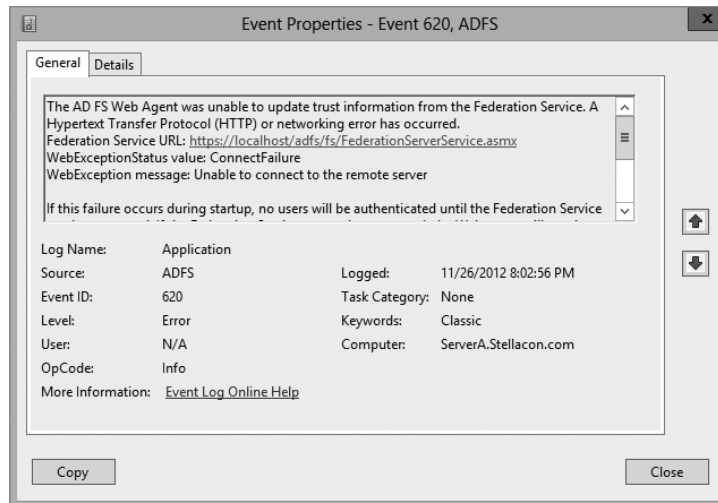 Event Properties - Event 620, ADFS
x
General
Details
The AD FS Web Agent was unable to update trust information from the Federation Service. A
Hypertext Transfer Protocol (HTTP) or networking error has occurred.
Federation Service URL: https://localhost/adfs/fs/FederationServerService.asmx
WebExceptionStatus value: ConnectFailure
WebException message: Unable to connect to the remote server
If this failure occurs during startup, no users will be authenticated until the Federation Service
Log Name: Application
Source: ADFS Logged: 11/26/2012 8:02:56 PM
Event ID: 620 Task Category: None
Level: Error Keywords: Classic
User: N/A Computer: ServerA.Stellacon.com
OpCode: Info
More Information: Event Log Online Help
Copy
Close